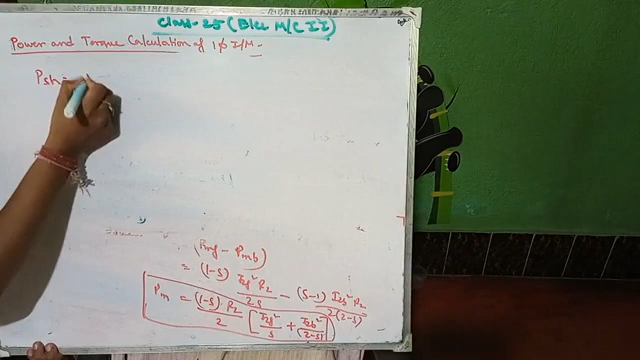 Class-25 (Elec M/C II)
Power and Torque Calculation of 1ϕ I/M -
Psh =
(Pmf - Pmb)
= (1-S) I2f² R2 / 2S - (S-1) I2b² R2 / 2(2-S)
Pm = (1-S) R2 / 2 [ I2f² / S + I2b² / (2-S) ]